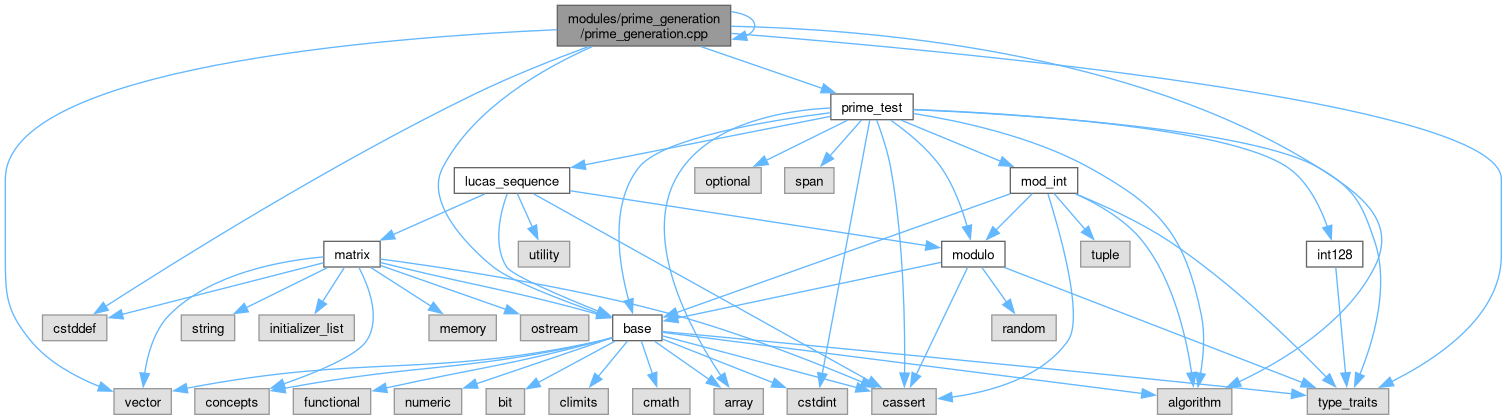 modules/prime_generation
/prime_generation.cpp
prime_test
lucas_sequence
optional
span
mod_int
matrix
utility
modulo
tuple
int128
cstddef
string
initializer_list
memory
ostream
base
random
vector
concepts
functional
numeric
bit
climits
cmath
array
cstdint
cassert
algorithm
type_traits